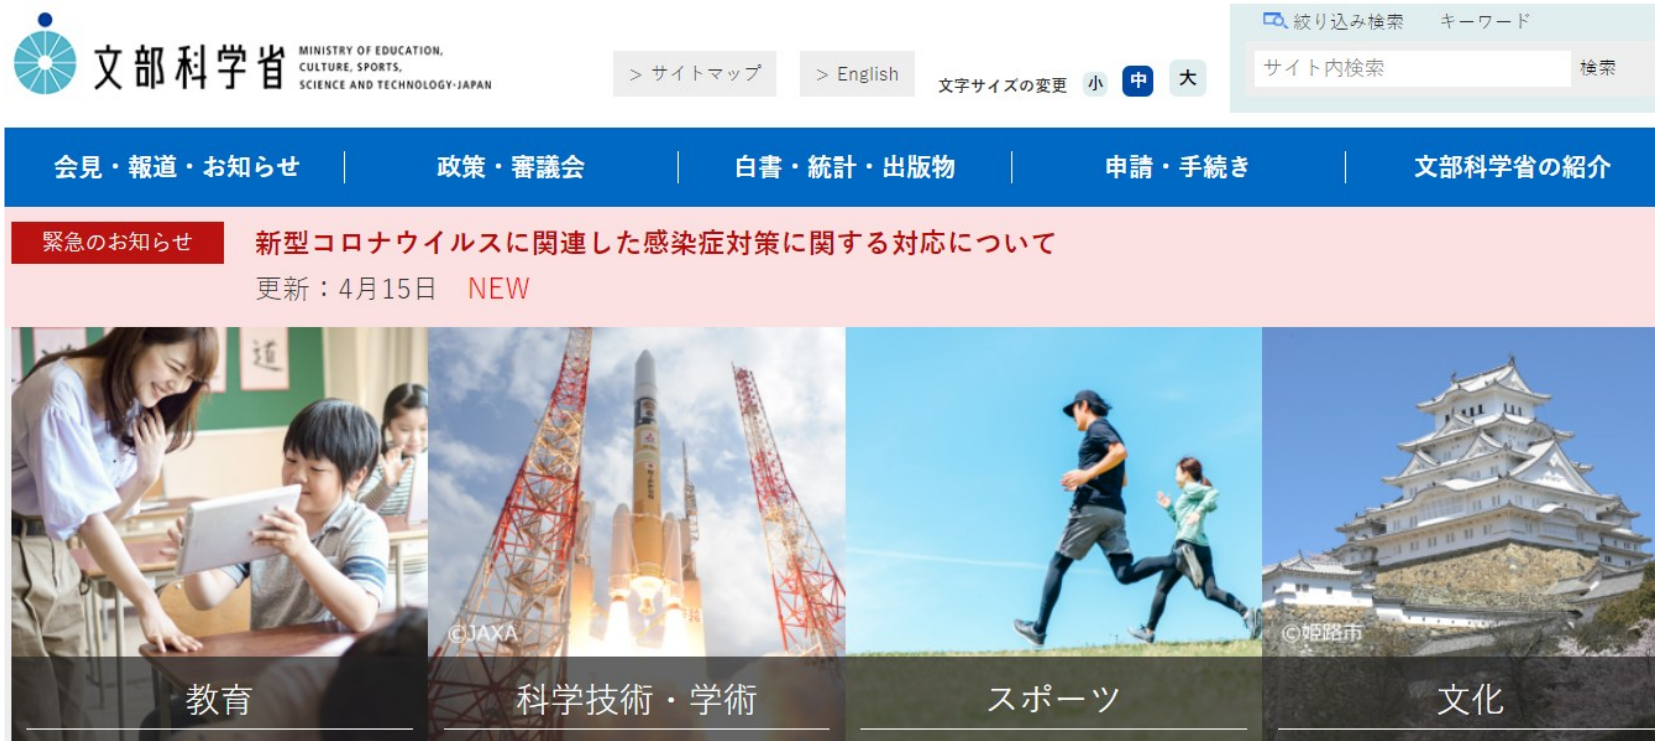 文部科学省
MINISTRY OF EDUCATION,
CULTURE, SPORTS,
SCIENCE AND TECHNOLOGY-JAPAN
> サイトマップ
> English
文字サイズの変更 小 中 大
絞り込み検索 キーワード
サイト内検索 検索
会見・報道・お知らせ 政策・審議会 白書・統計・出版物 申請・手続き 文部科学省の紹介
緊急のお知らせ 新型コロナウイルスに関連した感染症対策に関する対応について
更新：4月15日 NEW
道
©JAXA
©姫路市
教育 科学技術・学術 スポーツ 文化